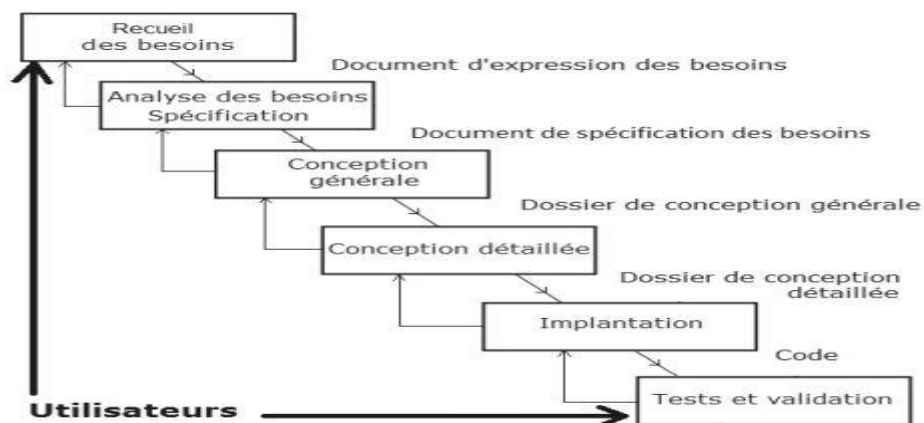 Recueil
des besoins
Document d'expression des besoins
Analyse des besoins
Spécification
Document de spécification des besoins
Conception
générale
Dossier de conception générale
Conception détaillée
Dossier de conception
détaillée
Implantation
Code
Tests et validation
Utilisateurs